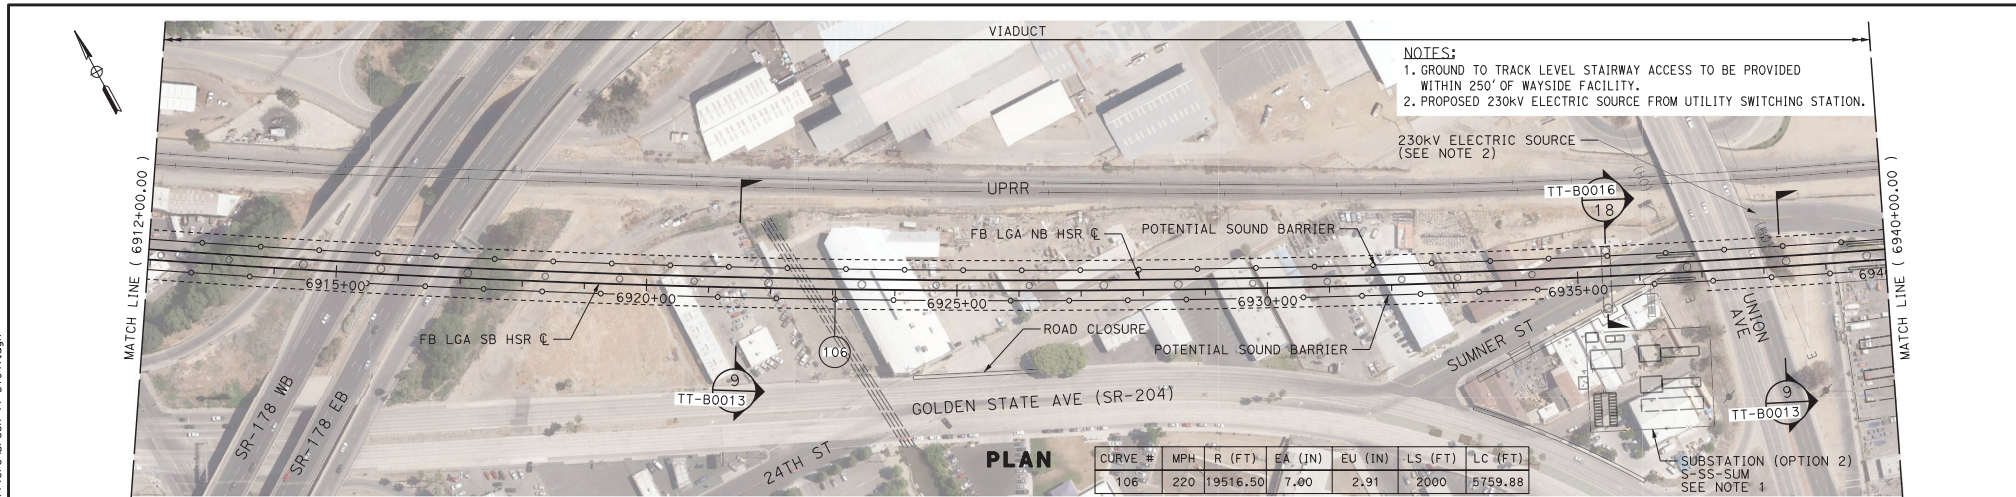 VIADUCT
NOTES:
1. GROUND TO TRACK LEVEL STAIRWAY ACCESS TO BE PROVIDED
WITHIN 250' OF WAYSIDE FACILITY.
2. PROPOSED 230kV ELECTRIC SOURCE FROM UTILITY SWITCHING STATION.
230kV ELECTRIC SOURCE
(SEE NOTE 2)
MATCH LINE ( 6912+00.00 )
UPRR
TT-B0016
18
MATCH LINE ( 6940+00.00 )
FB LGA NB HSR ℄
POTENTIAL SOUND BARRIER
6915+00
6920+00
6925+00
6930+00
6935+00
694
FB LGA SB HSR ℄
106
ROAD CLOSURE
POTENTIAL SOUND BARRIER
SUMNER ST
UNION
AVE
E
E
9
TT-B0013
GOLDEN STATE AVE (SR-204)
9
TT-B0013
SR-178 WB
SR-178 EB
24TH ST
PLAN
CURVE # MPH R (FT) EA (IN) EU (IN) LS (FT) LC (FT)
106 220 19516.50 7.00 2.91 2000 5759.88
SUBSTATION (OPTION 2)
S-SS-SUM
SEE NOTE 1